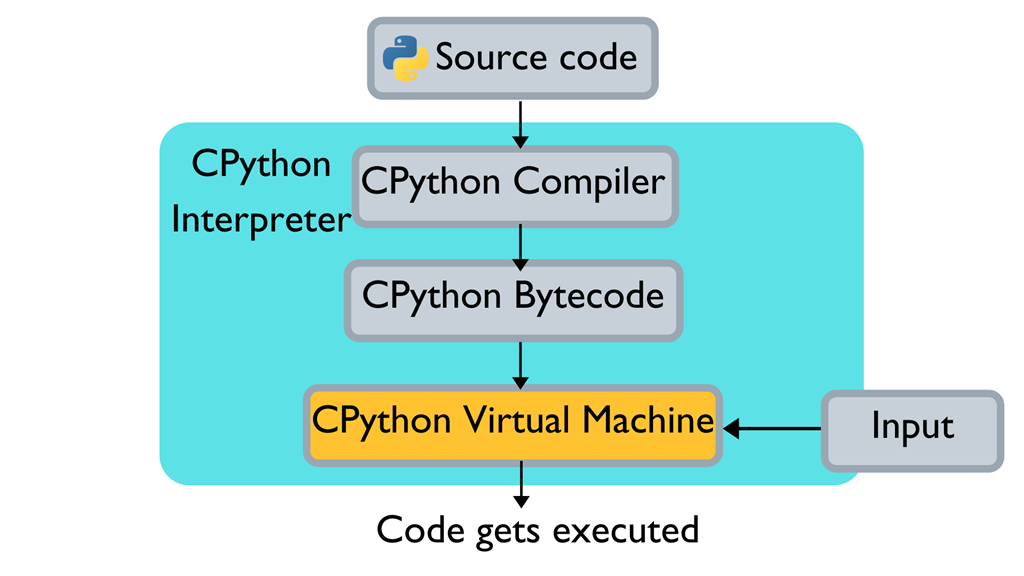 Source code
CPython
Interpreter
CPython Compiler
CPython Bytecode
CPython Virtual Machine
Input
Code gets executed